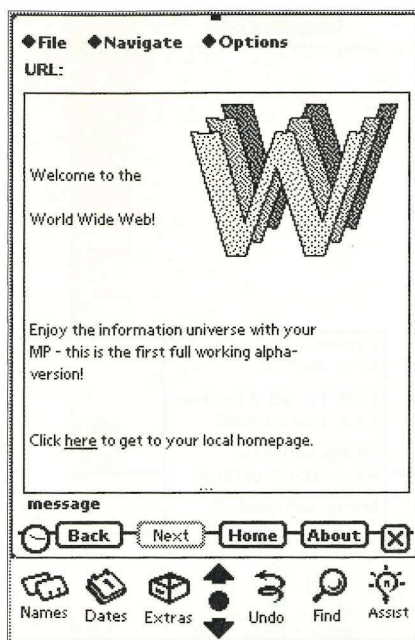 ◆File ◆Navigate ◆Options
URL:
W
Welcome to the
World Wide Web!
Enjoy the information universe with your
MP - this is the first full working alpha-
version!
Click here to get to your local homepage.
...
message
Back Next Home About
Names Dates Extras Undo Find Assist